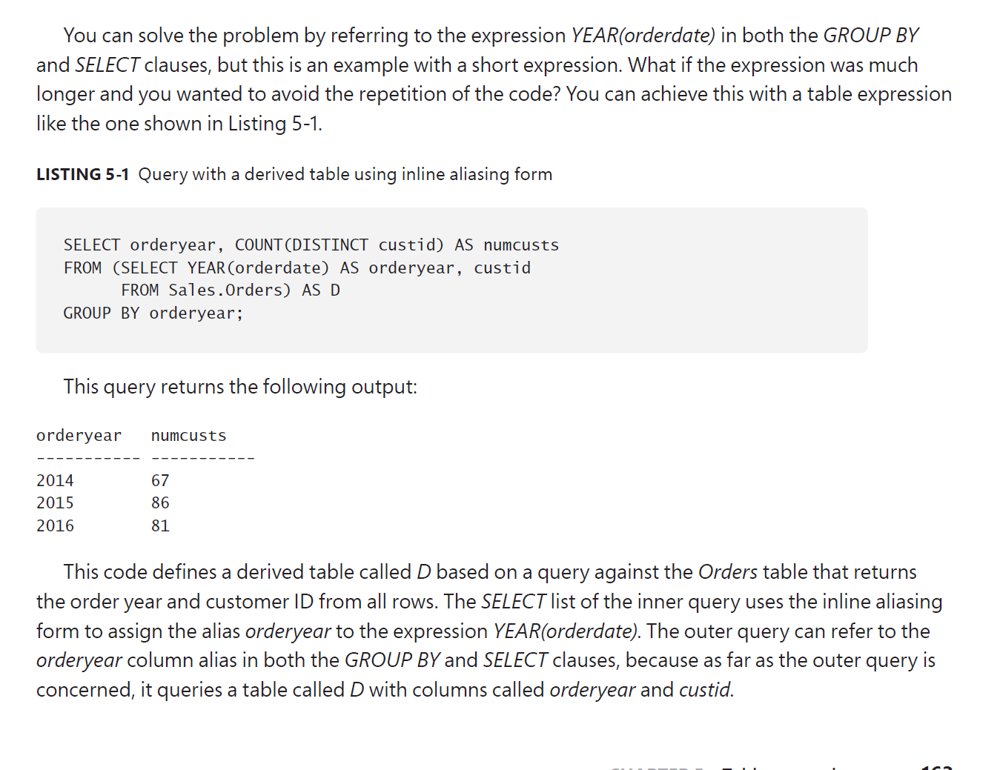 You can solve the problem by referring to the expression YEAR(orderdate) in both the GROUP BY
and SELECT clauses, but this is an example with a short expression. What if the expression was much
longer and you wanted to avoid the repetition of the code? You can achieve this with a table expression
like the one shown in Listing 5-1.
LISTING 5-1 Query with a derived table using inline aliasing form
SELECT orderyear, COUNT(DISTINCT custid) AS numcusts
FROM (SELECT YEAR(orderdate) AS orderyear, custid
FROM Sales.Orders) AS D
GROUP BY orderyear;
This query returns the following output:
orderyear numcusts
----------- -----------
2014 67
2015 86
2016 81
This code defines a derived table called D based on a query against the Orders table that returns
the order year and customer ID from all rows. The SELECT list of the inner query uses the inline aliasing
form to assign the alias orderyear to the expression YEAR(orderdate). The outer query can refer to the
orderyear column alias in both the GROUP BY and SELECT clauses, because as far as the outer query is
concerned, it queries a table called D with columns called orderyear and custid.